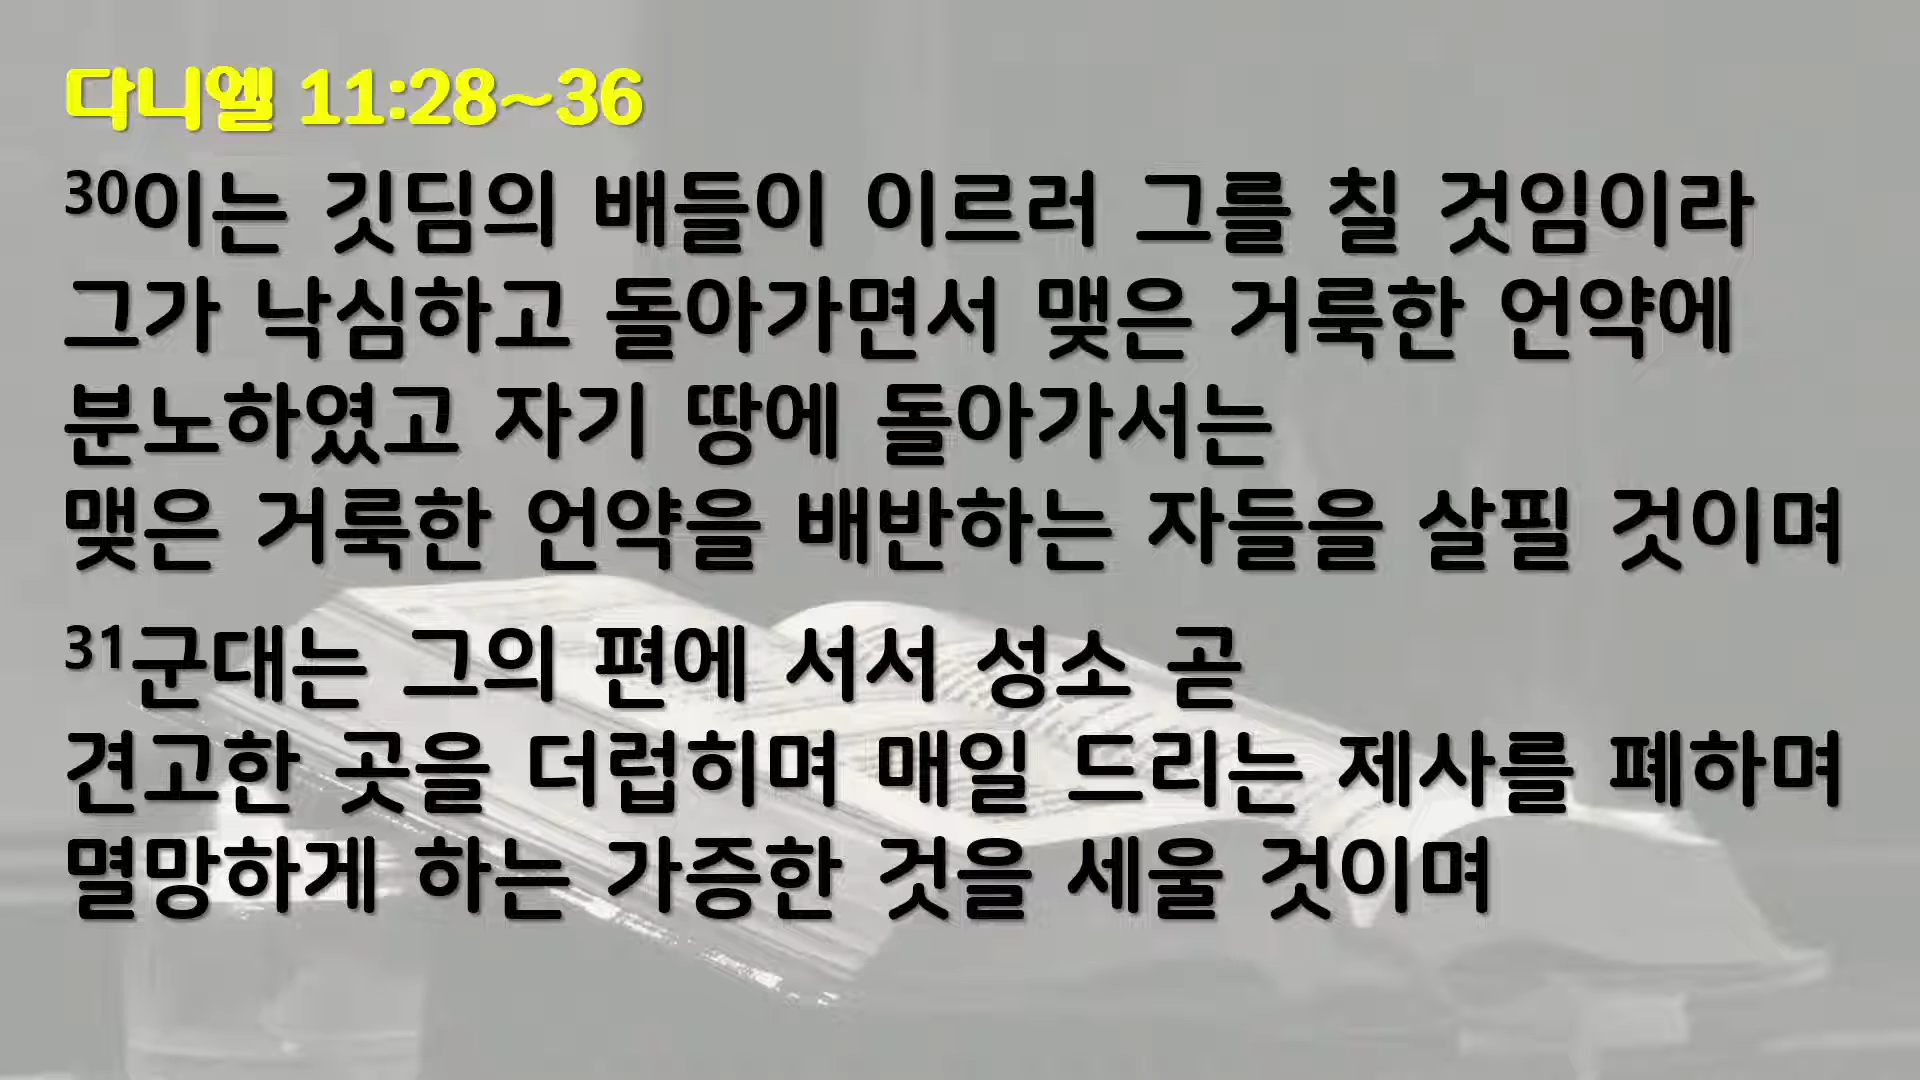 다니엘 11:28~36
30이는 깃딤의 배들이 이르러 그를 칠 것임이라
그가 낙심하고 돌아가면서 맺은 거룩한 언약에
분노하였고 자기 땅에 돌아가서는
맺은 거룩한 언약을 배반하는 자들을 살필 것이며
31군대는 그의 편에 서서 성소 곧
견고한 곳을 더럽히며 매일 드리는 제사를 폐하며
멸망하게 하는 가증한 것을 세울 것이며